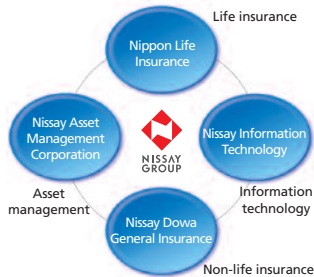 Life insurance
Nippon Life
Insurance
Nissay Asset
Management
Corporation
NISSAY
GROUP
Nissay Information
Technology
Asset
management
Information
technology
Nissay Dowa
General Insurance
Non-life insurance